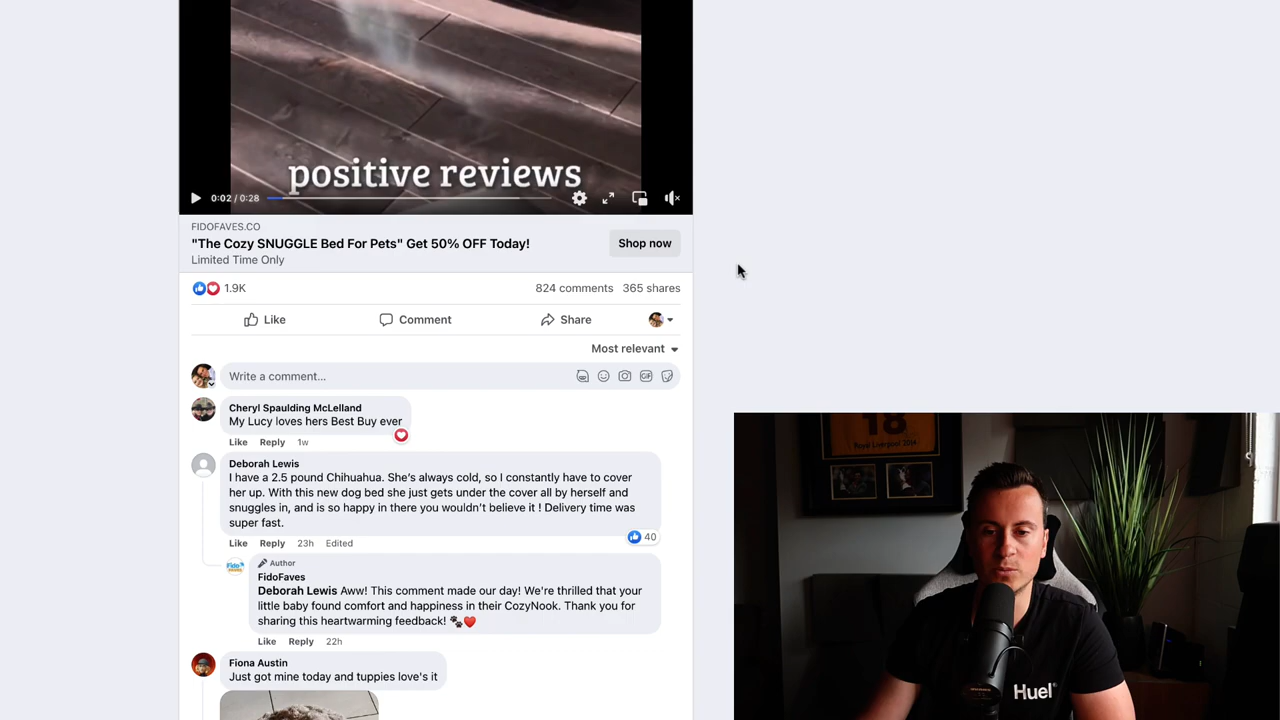 positive reviews
0:02 / 0:28
FIDOFAVES.CO
"The Cozy SNUGGLE Bed For Pets" Get 50% OFF Today!
Limited Time Only
Shop now
1.9K
824 comments 365 shares
Like
Comment
Share
Most relevant
Write a comment...
GIF
Cheryl Spaulding McLelland
My Lucy loves hers Best Buy ever
Like Reply 1w
Deborah Lewis
I have a 2.5 pound Chihuahua. She's always cold, so I constantly have to cover
her up. With this new dog bed she just gets under the cover all by herself and
snuggles in, and is so happy in there you wouldn't believe it ! Delivery time was
super fast.
40
Like Reply 23h Edited
Author
FidoFaves
Deborah Lewis Aww! This comment made our day! We're thrilled that your
little baby found comfort and happiness in their CozyNook. Thank you for
sharing this heartwarming feedback! 🐾❤️
Like Reply 22h
Fiona Austin
Just got mine today and tuppies love's it
18
Royal Liverpool 2014
Huel